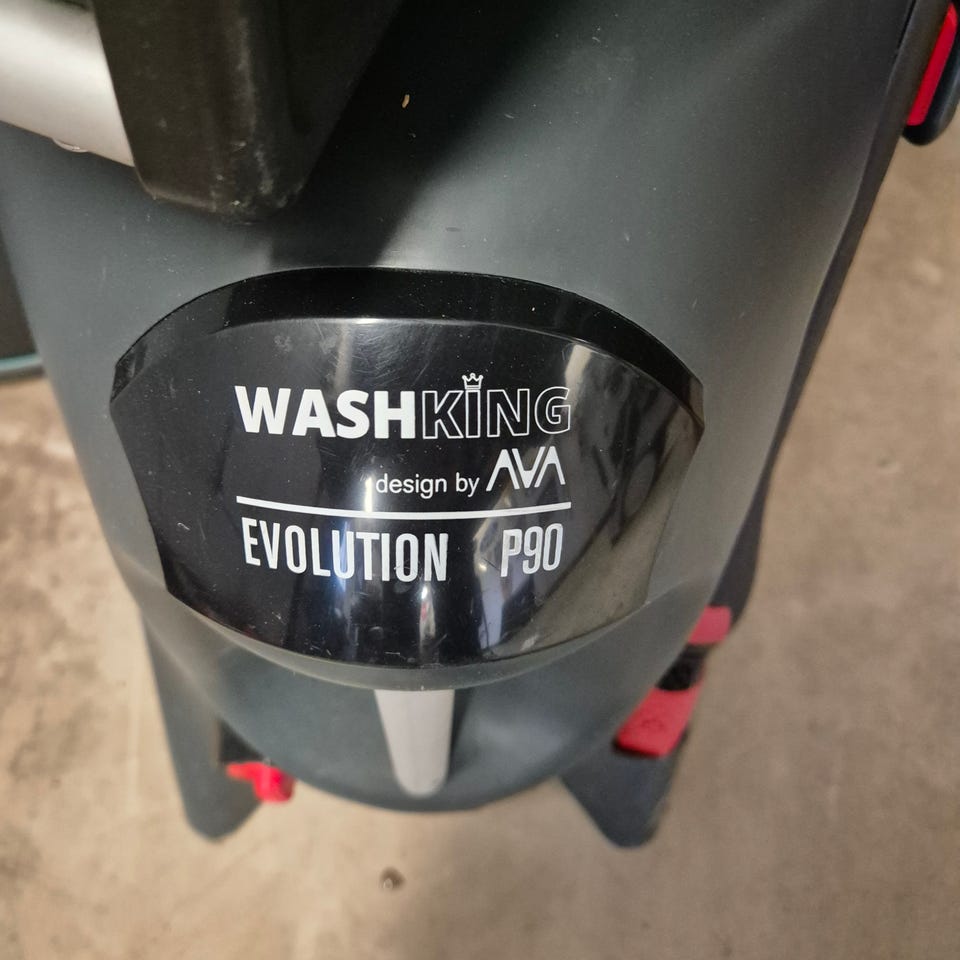 WASHKING
design by AVA
EVOLUTION P90